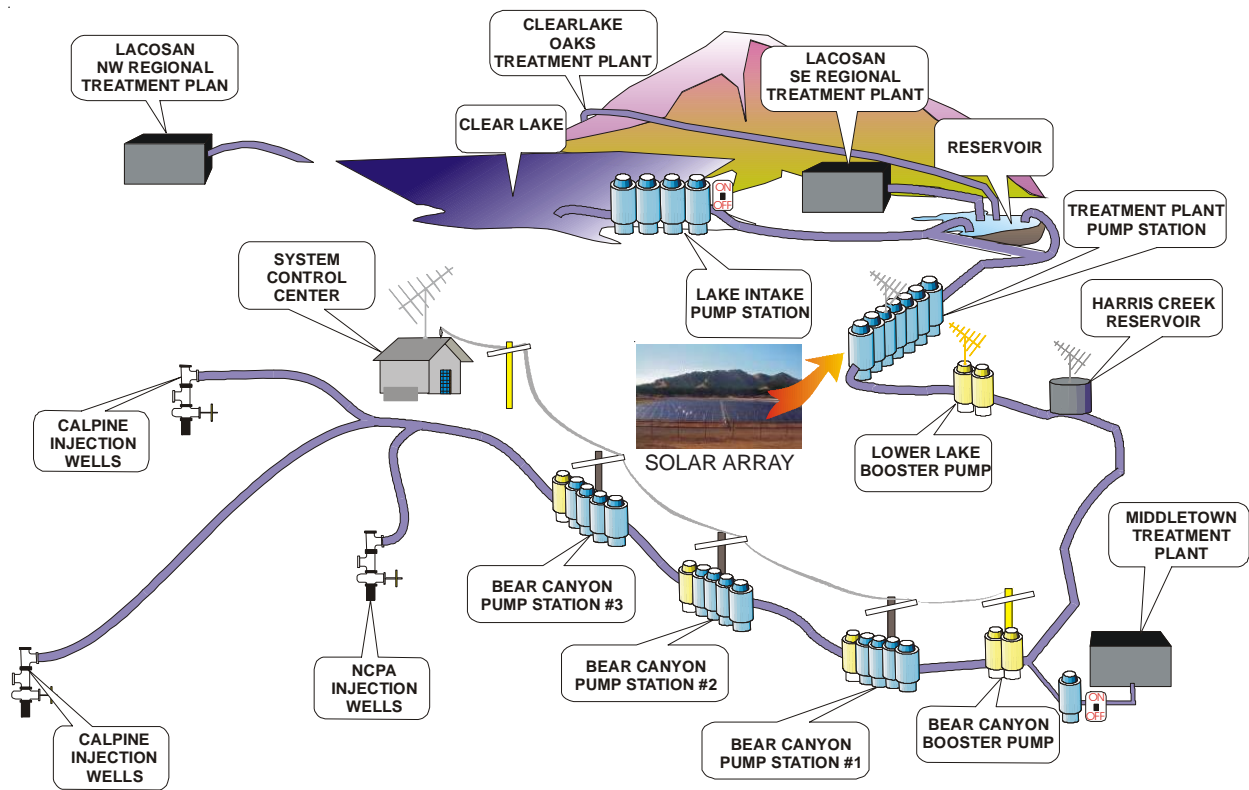 LACOSAN
NW REGIONAL
TREATMENT PLAN
CLEARLAKE
OAKS
TREATMENT PLANT
LACOSAN
SE REGIONAL
TREATMENT PLANT
CLEAR LAKE
RESERVOIR
ON
OFF
TREATMENT PLANT
PUMP STATION
SYSTEM
CONTROL
CENTER
LAKE INTAKE
PUMP STATION
HARRIS CREEK
RESERVOIR
CALPINE
INJECTION
WELLS
SOLAR ARRAY
LOWER LAKE
BOOSTER PUMP
MIDDLETOWN
TREATMENT
PLANT
BEAR CANYON
PUMP STATION #3
NCPA
INJECTION
WELLS
BEAR CANYON
PUMP STATION #2
ON
OFF
CALPINE
INJECTION
WELLS
BEAR CANYON
PUMP STATION #1
BEAR CANYON
BOOSTER PUMP